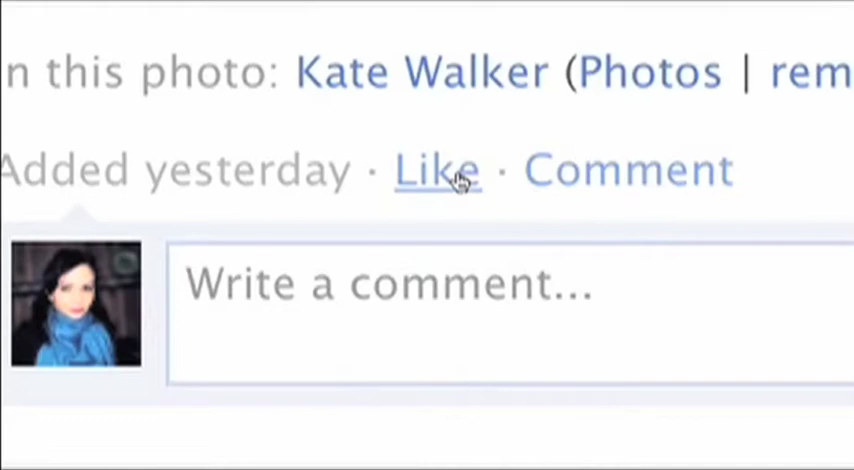 n this photo: Kate Walker (Photos | rem
Added yesterday · Like · Comment
Write a comment...